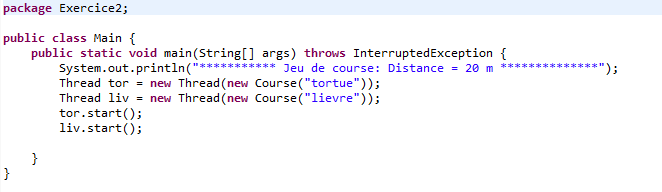 package Exercice2;
public class Main {
public static void main(String[] args) throws InterruptedException {
System.out.println("*********** Jeu de course: Distance = 20 m **************");
Thread tor = new Thread(new Course("tortue"));
Thread liv = new Thread(new Course("lievre"));
tor.start();
liv.start();
}
}